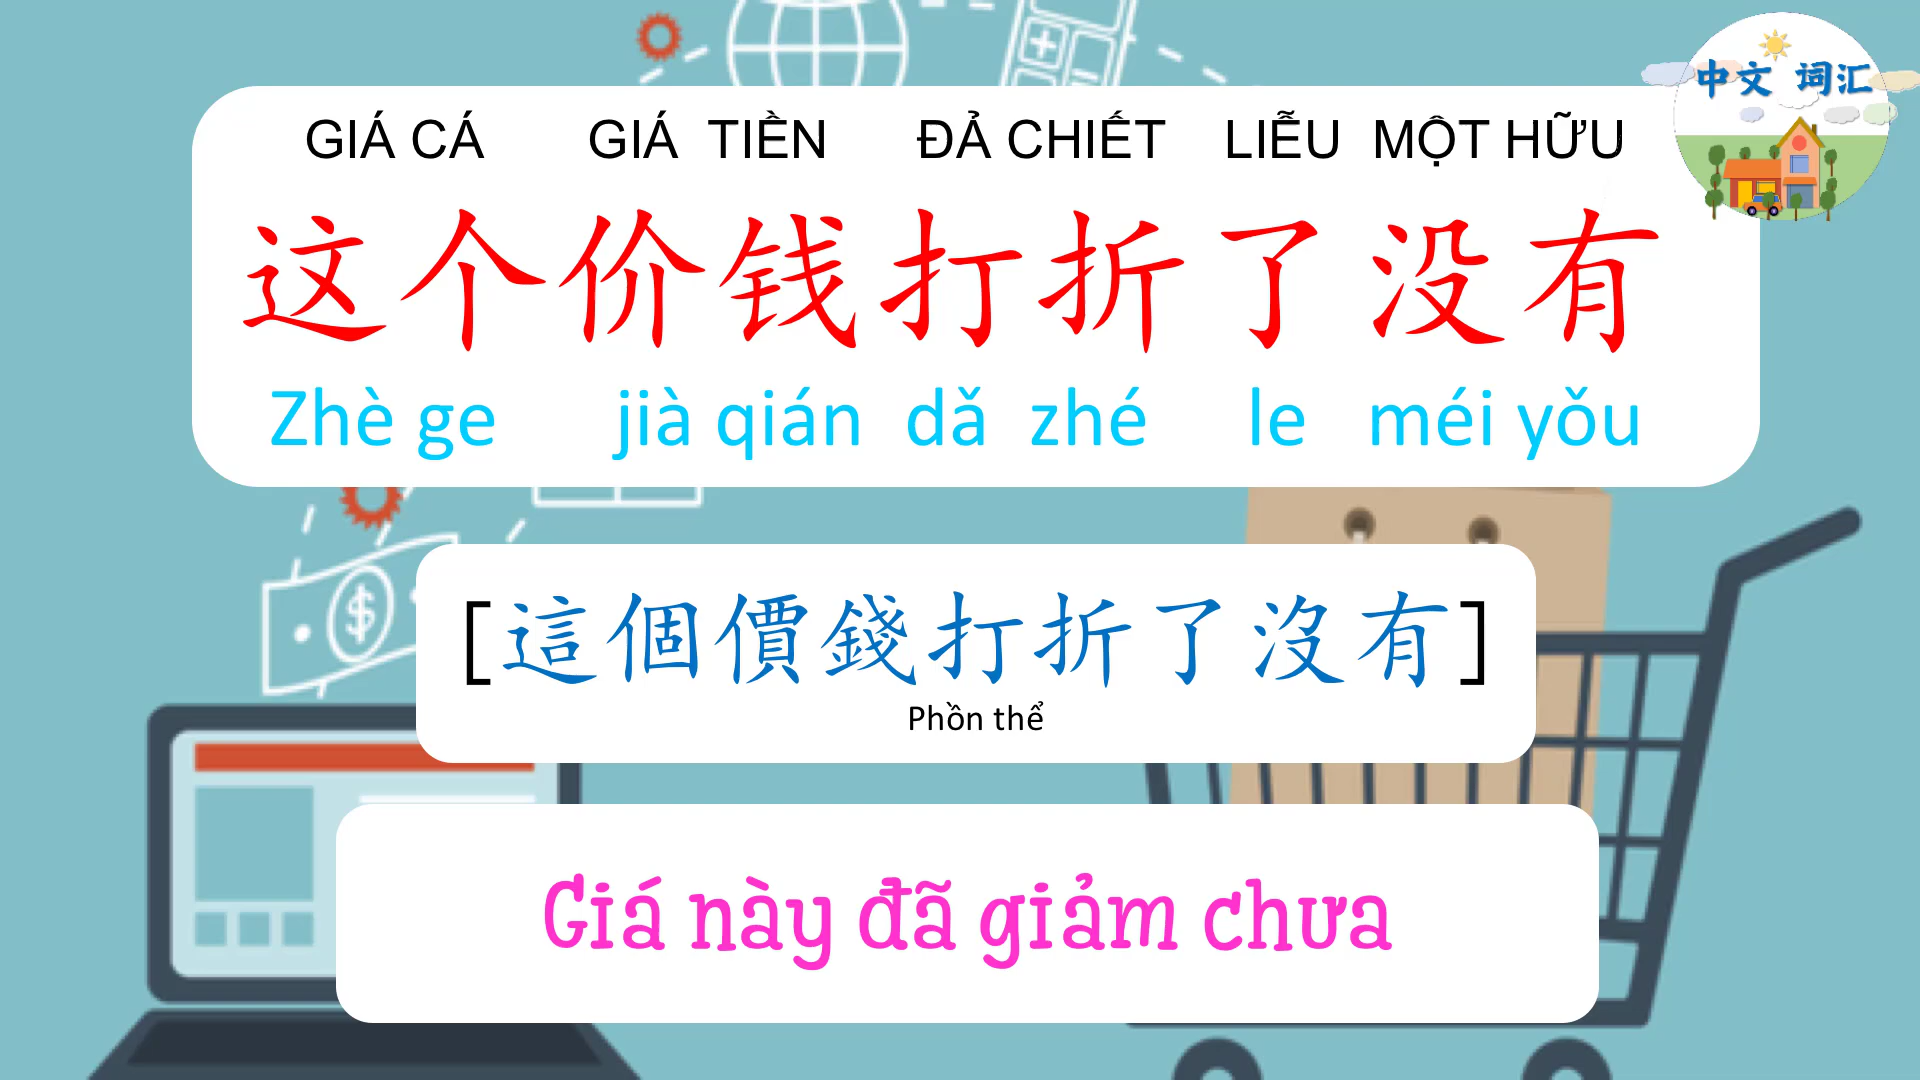 中文 词汇
GIÁ CÁ GIÁ TIỀN ĐẢ CHIẾT LIỄU MỘT HỮU
这个价钱打折了没有
Zhè ge jià qián dǎ zhé le méi yǒu
[這個價錢打折了沒有]
Phồn thể
Giá này đã giảm chưa